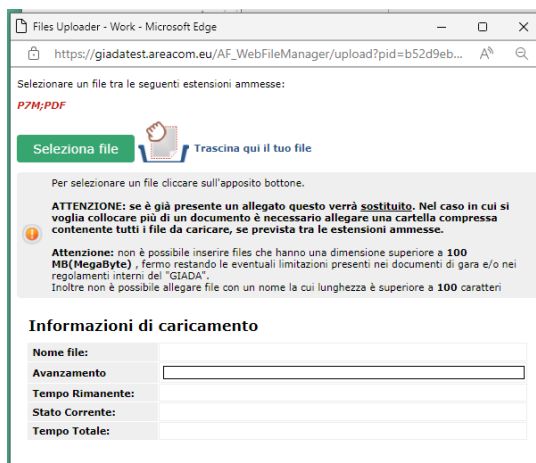 Files Uploader - Work - Microsoft Edge
https://giadatest.areacom.eu/AF_WebFileManager/upload?pid=b52d9eb...
Selezionare un file tra le seguenti estensioni ammesse:
P7M;PDF
Seleziona file
Trascina qui il tuo file
Per selezionare un file cliccare sull'apposito bottone.
ATTENZIONE: se è già presente un allegato questo verrà sostituito. Nel caso in cui si
voglia collocare più di un documento è necessario allegare una cartella compressa
contenente tutti i file da caricare, se prevista tra le estensioni ammesse.
Attenzione: non è possibile inserire files che hanno una dimensione superiore a 100
MB(MegaByte) , fermo restando le eventuali limitazioni presenti nei documenti di gara e/o nei
regolamenti interni del "GIADA".
Inoltre non è possibile allegare file con un nome la cui lunghezza è superiore a 100 caratteri
Informazioni di caricamento
Nome file:
Avanzamento
Tempo Rimanente:
Stato Corrente:
Tempo Totale: